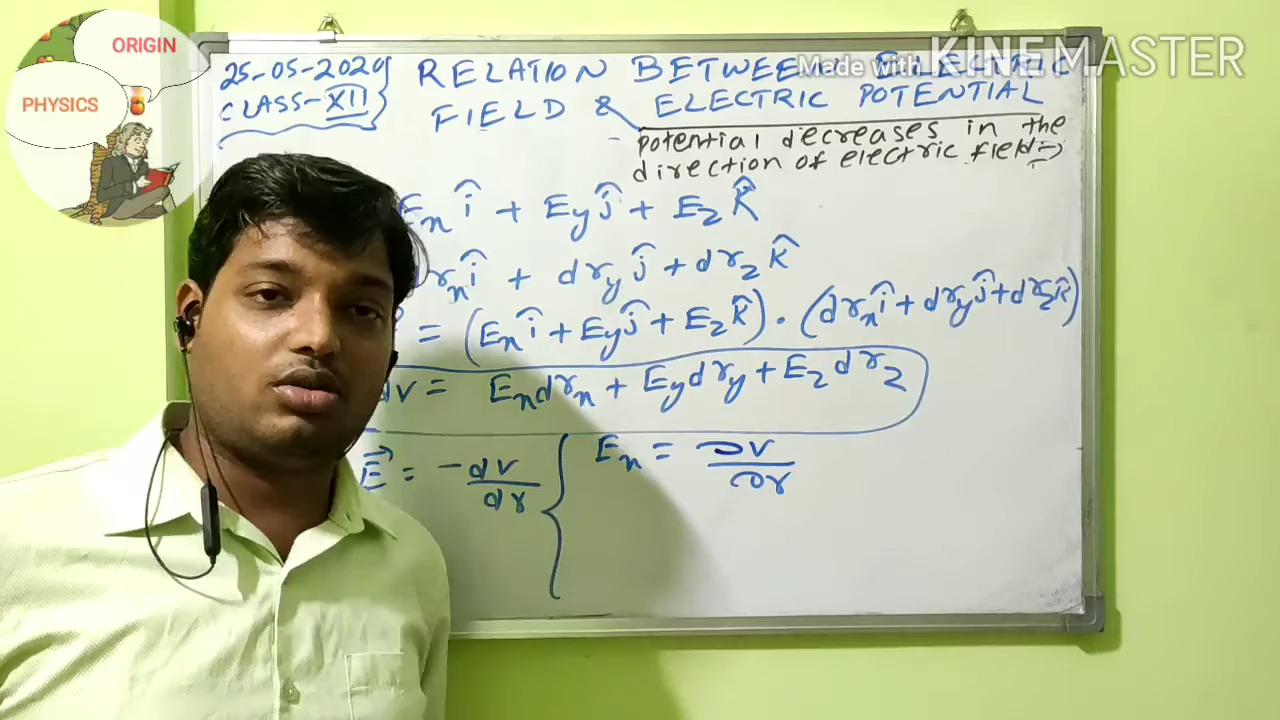 ORIGIN
PHYSICS
Made with KINEMASTER
25-05-2020
CLASS-XII
RELATION BETWEEN ELECTRIC
FIELD & ELECTRIC POTENTIAL
potential decreases in the
direction of electric field
Exî + Eyĵ + Ezk̂
drxî + dryĵ + drzk̂
= (Exî + Eyĵ + Ezk̂) . (drxî + dryĵ + drzk̂)
dv = Exdrx + Eydry + Ezdrz
E⃗ = -dv/dr { Ex = ∂v/∂r